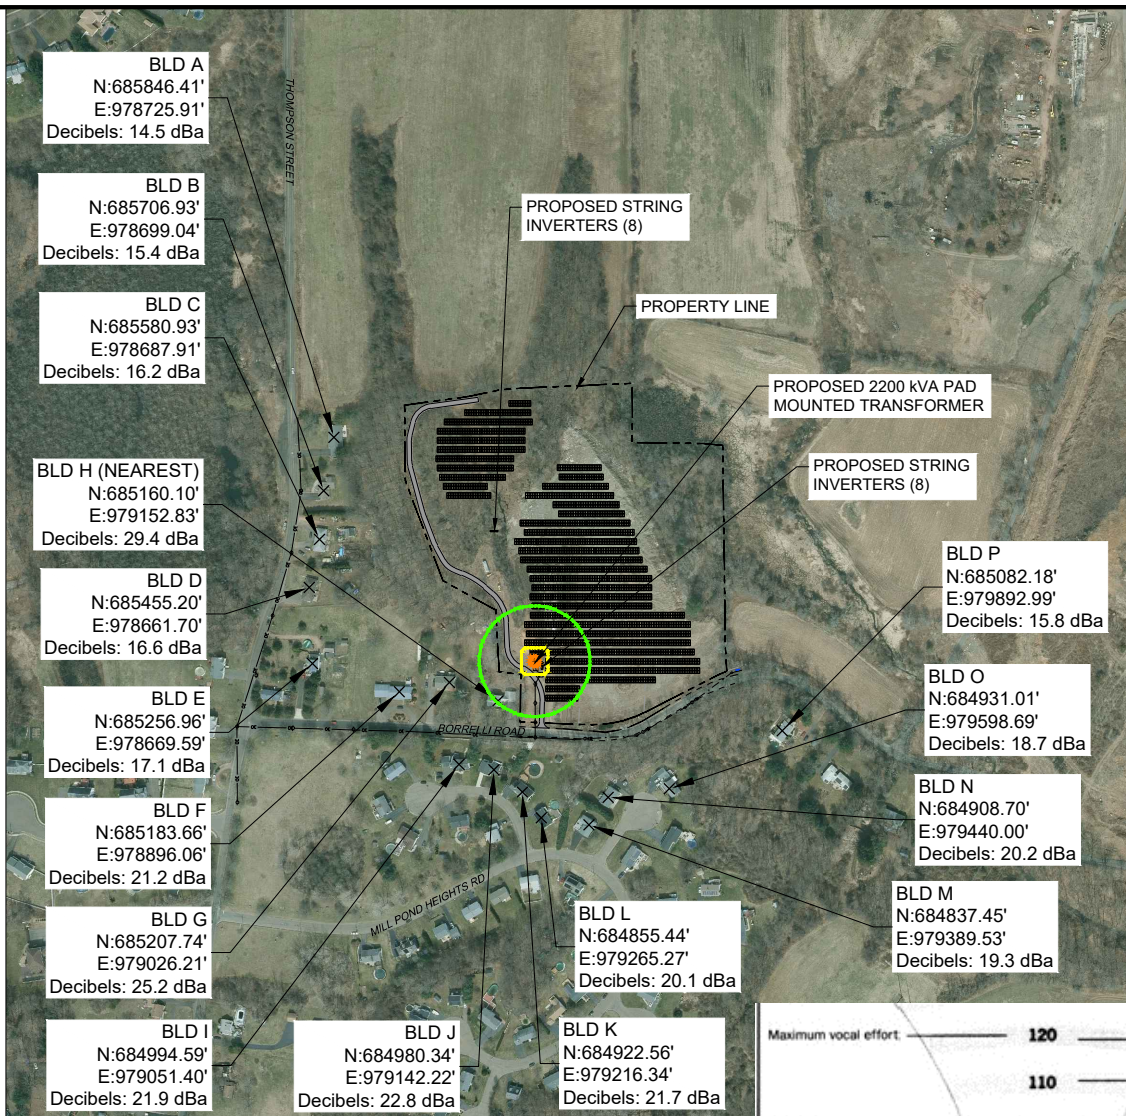 BLD A
N:685846.41'
E:978725.91'
Decibels: 14.5 dBa
THOMPSON STREET
BLD B
N:685706.93'
E:978699.04'
Decibels: 15.4 dBa
PROPOSED STRING
INVERTERS (8)
BLD C
N:685580.93'
E:978687.91'
Decibels: 16.2 dBa
PROPERTY LINE
PROPOSED 2200 kVA PAD
MOUNTED TRANSFORMER
BLD H (NEAREST)
N:685160.10'
E:979152.83'
Decibels: 29.4 dBa
PROPOSED STRING
INVERTERS (8)
BLD D
N:685455.20'
E:978661.70'
Decibels: 16.6 dBa
BLD P
N:685082.18'
E:979892.99'
Decibels: 15.8 dBa
BLD E
N:685256.96'
E:978669.59'
Decibels: 17.1 dBa
BORRELLI ROAD
BLD O
N:684931.01'
E:979598.69'
Decibels: 18.7 dBa
BLD F
N:685183.66'
E:978896.06'
Decibels: 21.2 dBa
BLD N
N:684908.70'
E:979440.00'
Decibels: 20.2 dBa
MILL POND HEIGHTS RD
BLD G
N:685207.74'
E:979026.21'
Decibels: 25.2 dBa
BLD L
N:684855.44'
E:979265.27'
Decibels: 20.1 dBa
BLD M
N:684837.45'
E:979389.53'
Decibels: 19.3 dBa
BLD I
N:684994.59'
E:979051.40'
Decibels: 21.9 dBa
BLD J
N:684980.34'
E:979142.22'
Decibels: 22.8 dBa
BLD K
N:684922.56'
E:979216.34'
Decibels: 21.7 dBa
Maximum vocal effort 120
110